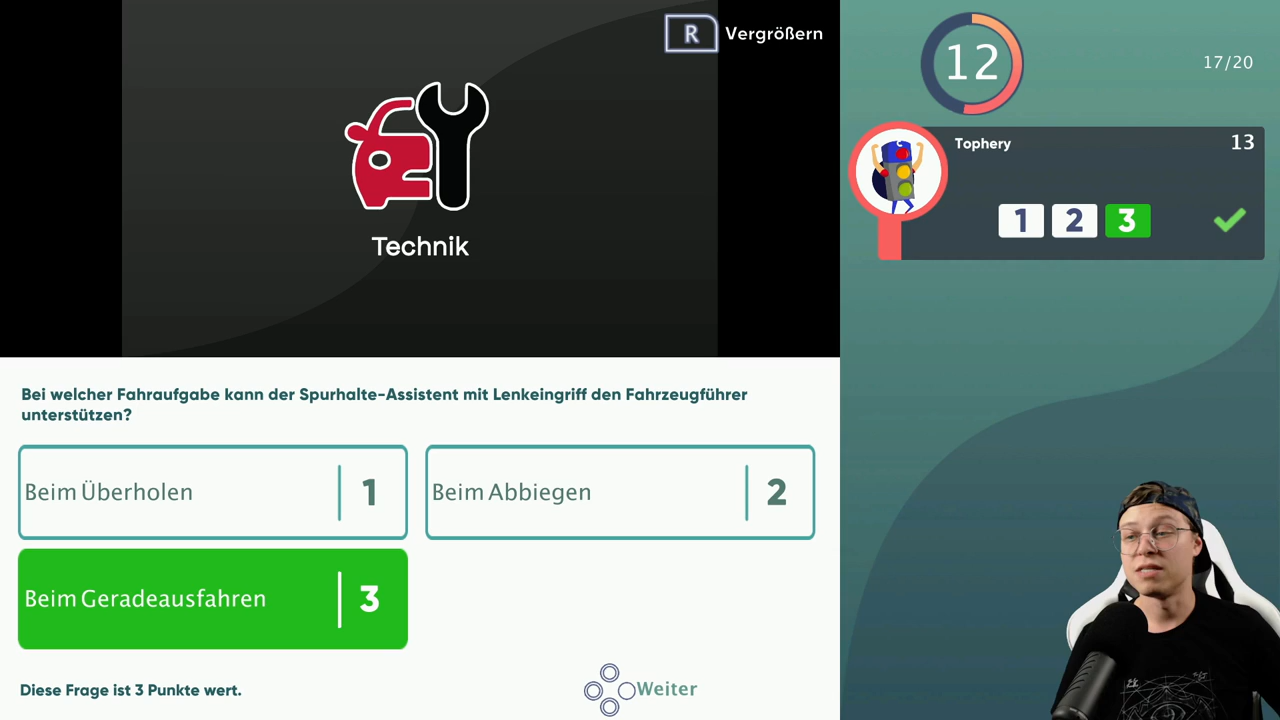 R Vergrößern
Technik
Bei welcher Fahraufgabe kann der Spurhalte-Assistent mit Lenkeingriff den Fahrzeugführer
unterstützen?
Beim Überholen 1
Beim Abbiegen 2
Beim Geradeausfahren 3
Diese Frage ist 3 Punkte wert.
Weiter
12
17/20
Tophery 13
1 2 3